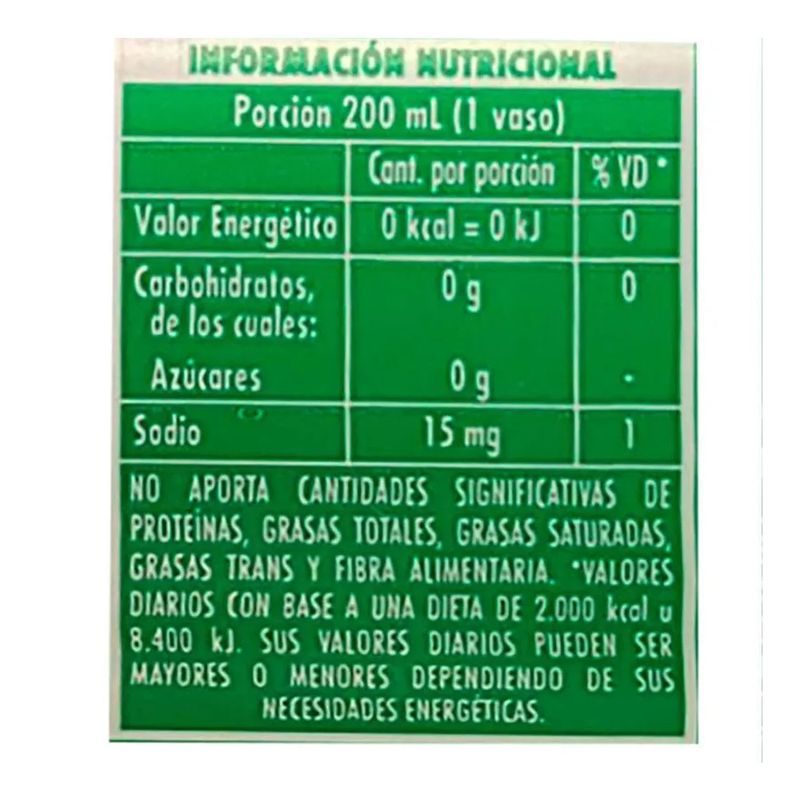 INFORMACIÓN NUTRICIONAL
Porción 200 mL (1 vaso)
Cant. por porción % VD *
Valor Energético 0 kcal = 0 kJ 0
Carbohidratos, 0 g 0
de los cuales:
Azúcares 0 g -
Sodio 15 mg 1
NO APORTA CANTIDADES SIGNIFICATIVAS DE
PROTEÍNAS, GRASAS TOTALES, GRASAS SATURADAS,
GRASAS TRANS Y FIBRA ALIMENTARIA. *VALORES
DIARIOS CON BASE A UNA DIETA DE 2.000 kcal u
8.400 kJ. SUS VALORES DIARIOS PUEDEN SER
MAYORES O MENORES DEPENDIENDO DE SUS
NECESIDADES ENERGÉTICAS.